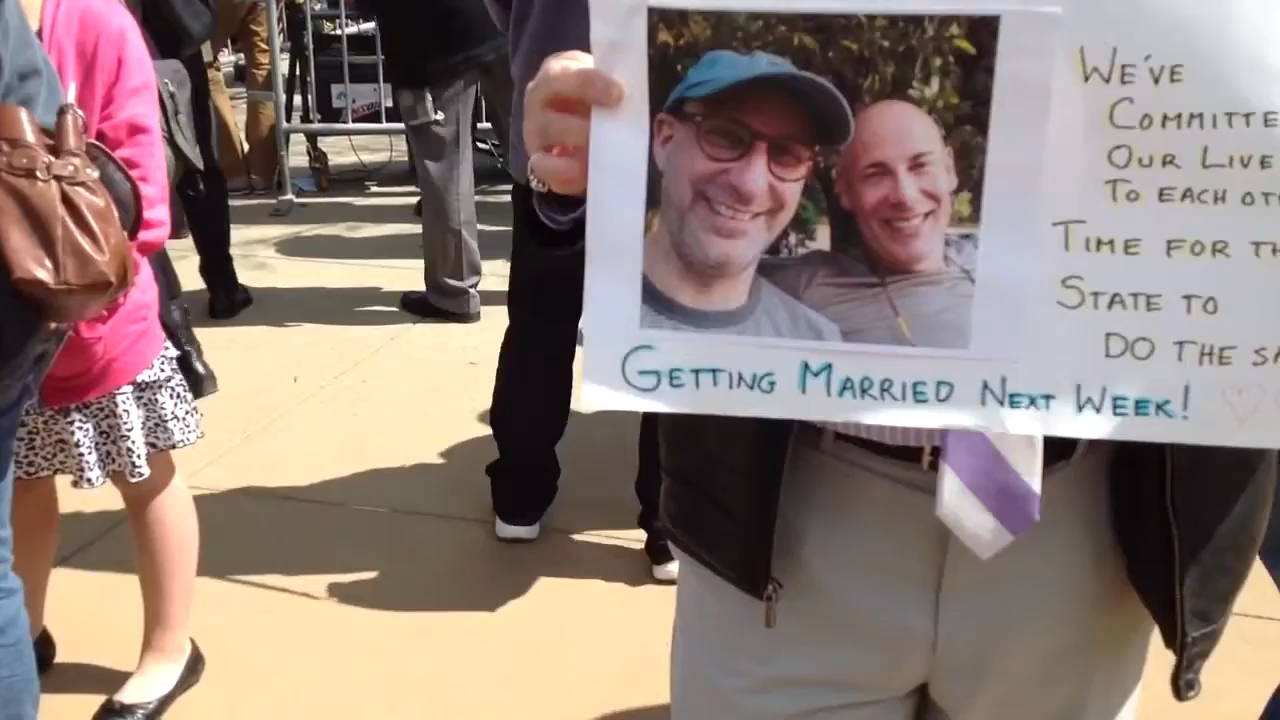 WE'VE
COMMITTE
OUR LIVE
TO EACH OT
TIME FOR TH
STATE TO
DO THE SA
GETTING MARRIED NEXT WEEK!